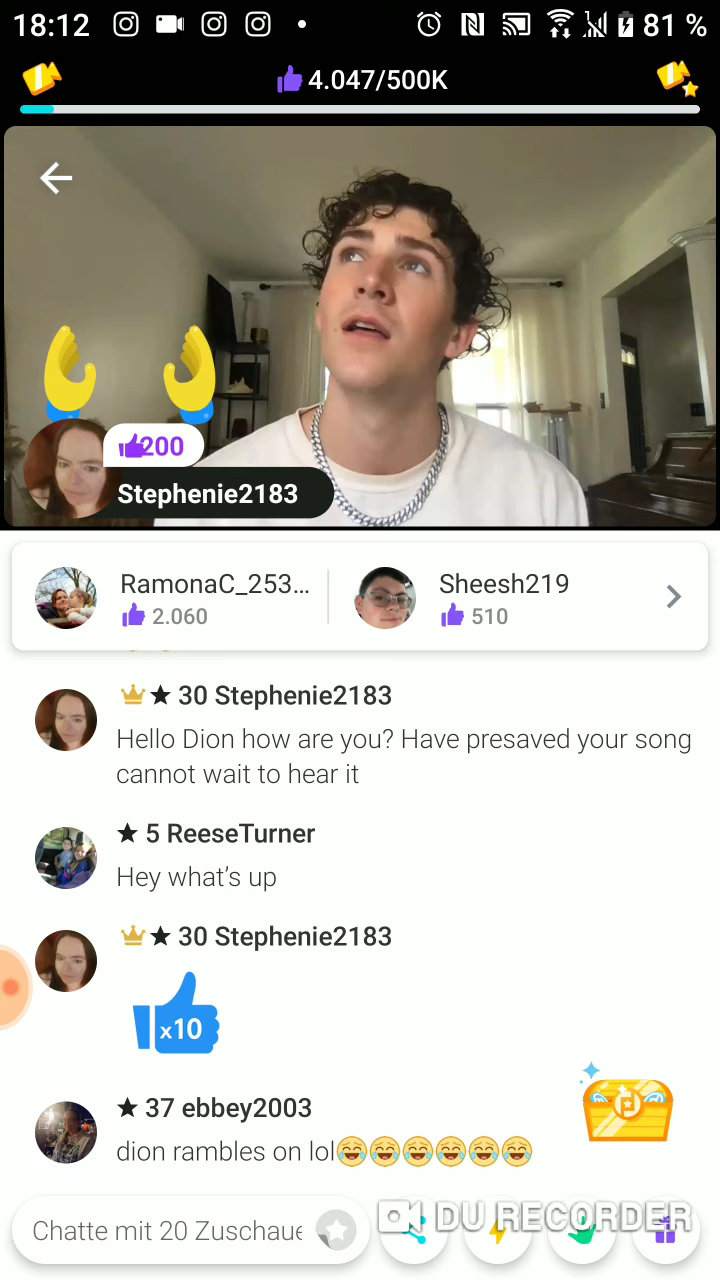 18:12
81 %
4.047/500K
200
Stephenie2183
RamonaC_253...
2.060
Sheesh219
510
30 Stephenie2183
Hello Dion how are you? Have presaved your song
cannot wait to hear it
5 ReeseTurner
Hey what's up
30 Stephenie2183
x10
37 ebbey2003
dion rambles on lol😂😂😂😂😂😂
Chatte mit 20 Zuschaue
DU RECORDER